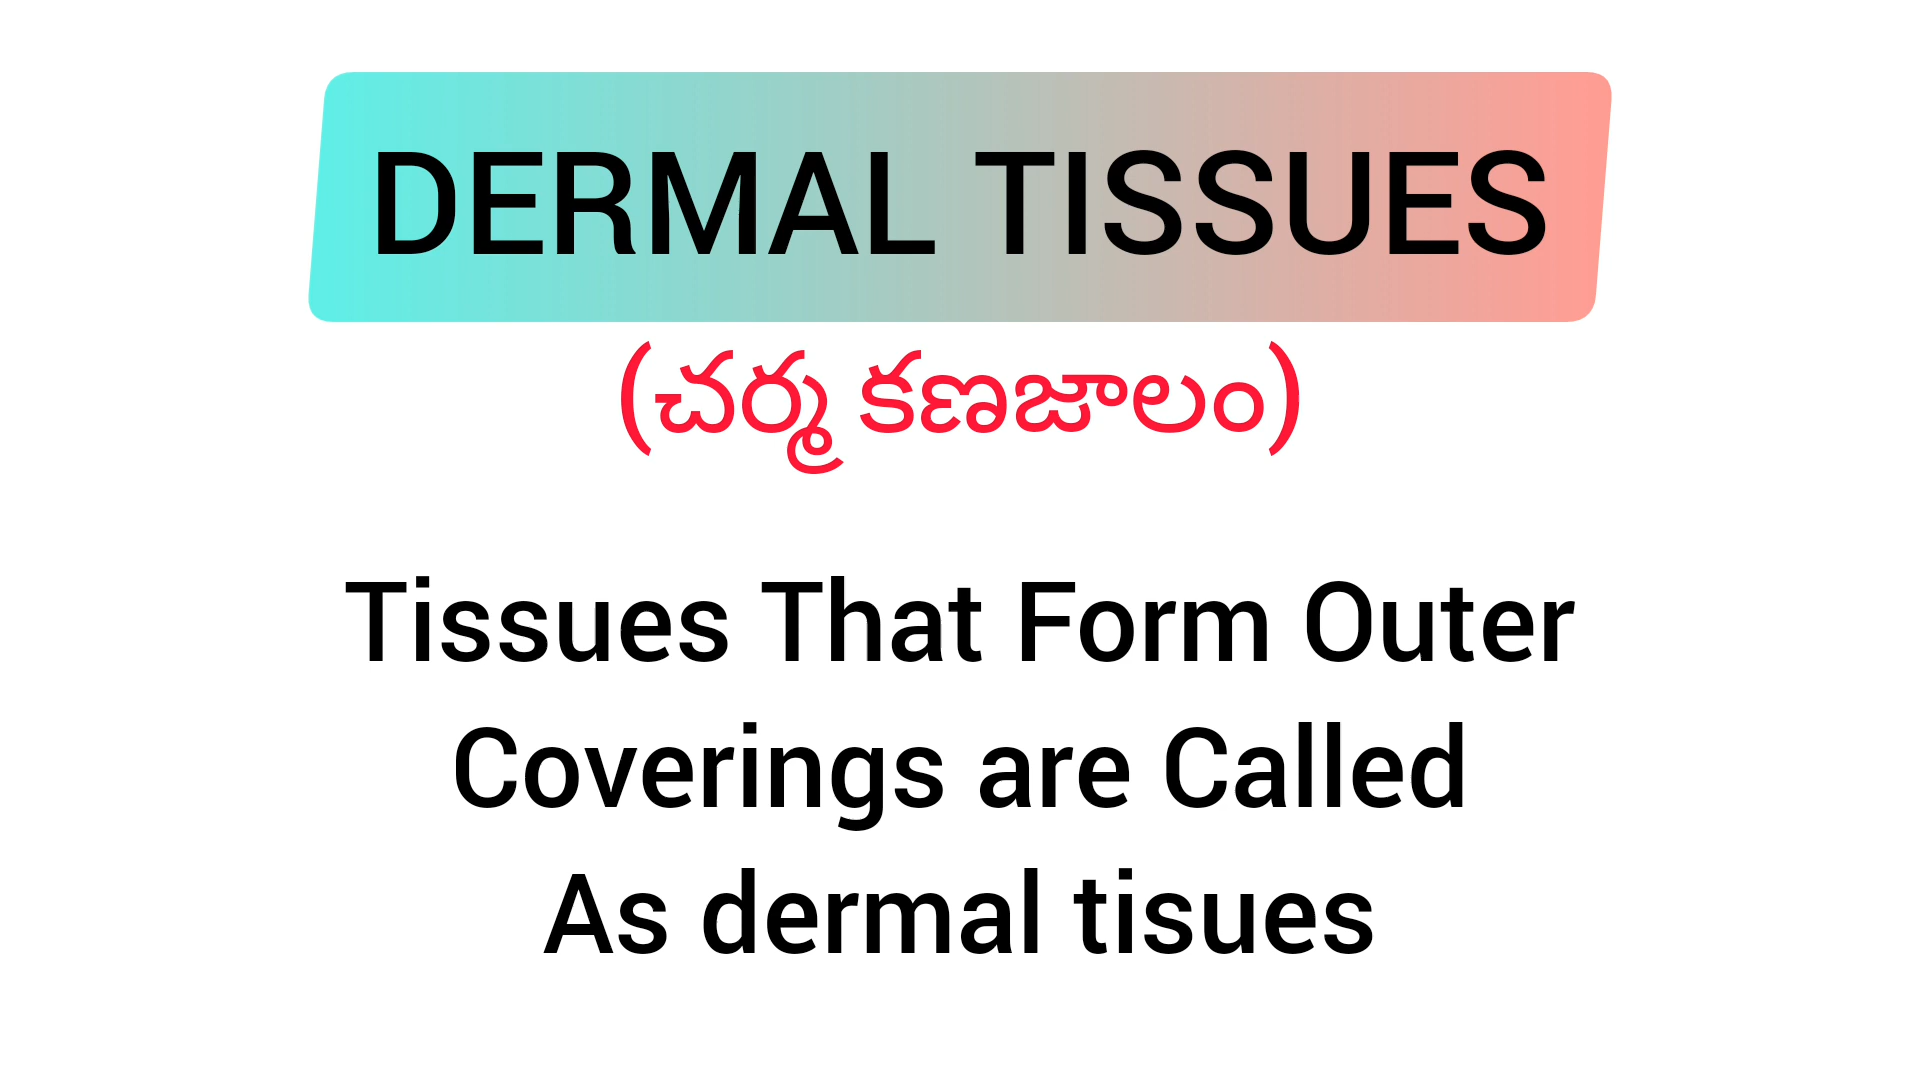 DERMAL TISSUES
(చర్మ కణజాలం)
Tissues That Form Outer
Coverings are Called
As dermal tisues